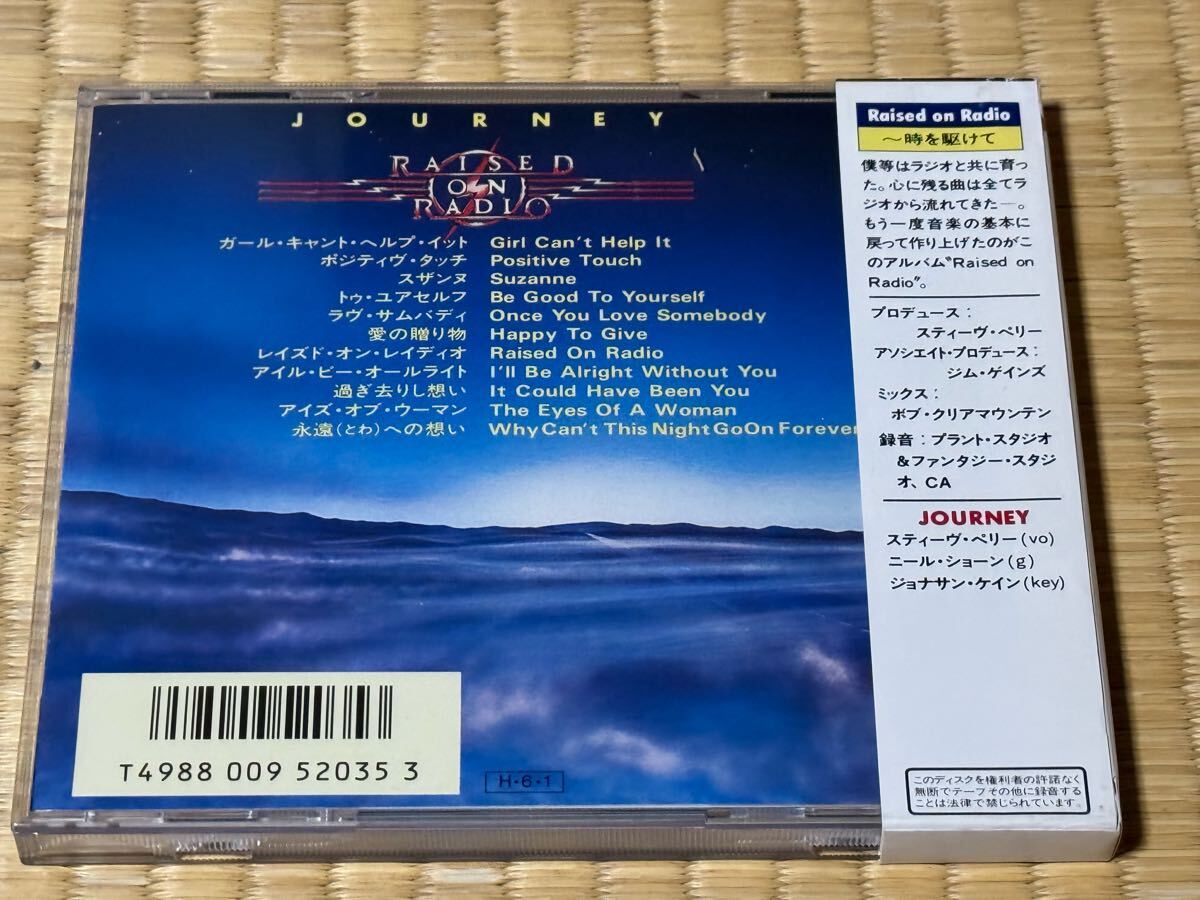 JOURNEY
RAISED
ON
RADIO
ガール・キャント・ヘルプ・イット Girl Can't Help It
ポジティヴ・タッチ Positive Touch
スザンヌ Suzanne
トゥ・ユアセルフ Be Good To Yourself
ラヴ・サムバディ Once You Love Somebody
愛の贈り物 Happy To Give
レイズド・オン・レイディオ Raised On Radio
アイル・ビー・オールライト I'll Be Alright Without You
過ぎ去りし想い It Could Have Been You
アイズ・オブ・ウーマン The Eyes Of A Woman
永遠(とわ)への想い Why Can't This Night GoOn Forever
T4988 009 52035 3
H・6・1
Raised on Radio
〜時を駆けて
僕等はラジオと共に育っ
た。心に残る曲は全てラ
ジオから流れてきた―。
もう一度音楽の基本に
戻って作り上げたのがこ
のアルバム〝Raised on
Radio〟。
プロデュース:
スティーヴ・ペリー
アソシエイト・プロデュース:
ジム・ゲインズ
ミックス:
ボブ・クリアマウンテン
録音:プラント・スタジオ
&ファンタジー・スタジ
オ、CA
JOURNEY
スティーヴ・ペリー(vo)
ニール・ショーン(g)
ジョナサン・ケイン(key)
このディスクを権利者の許諾なく
無断でテープその他に録音する
ことは法律で禁じられています。